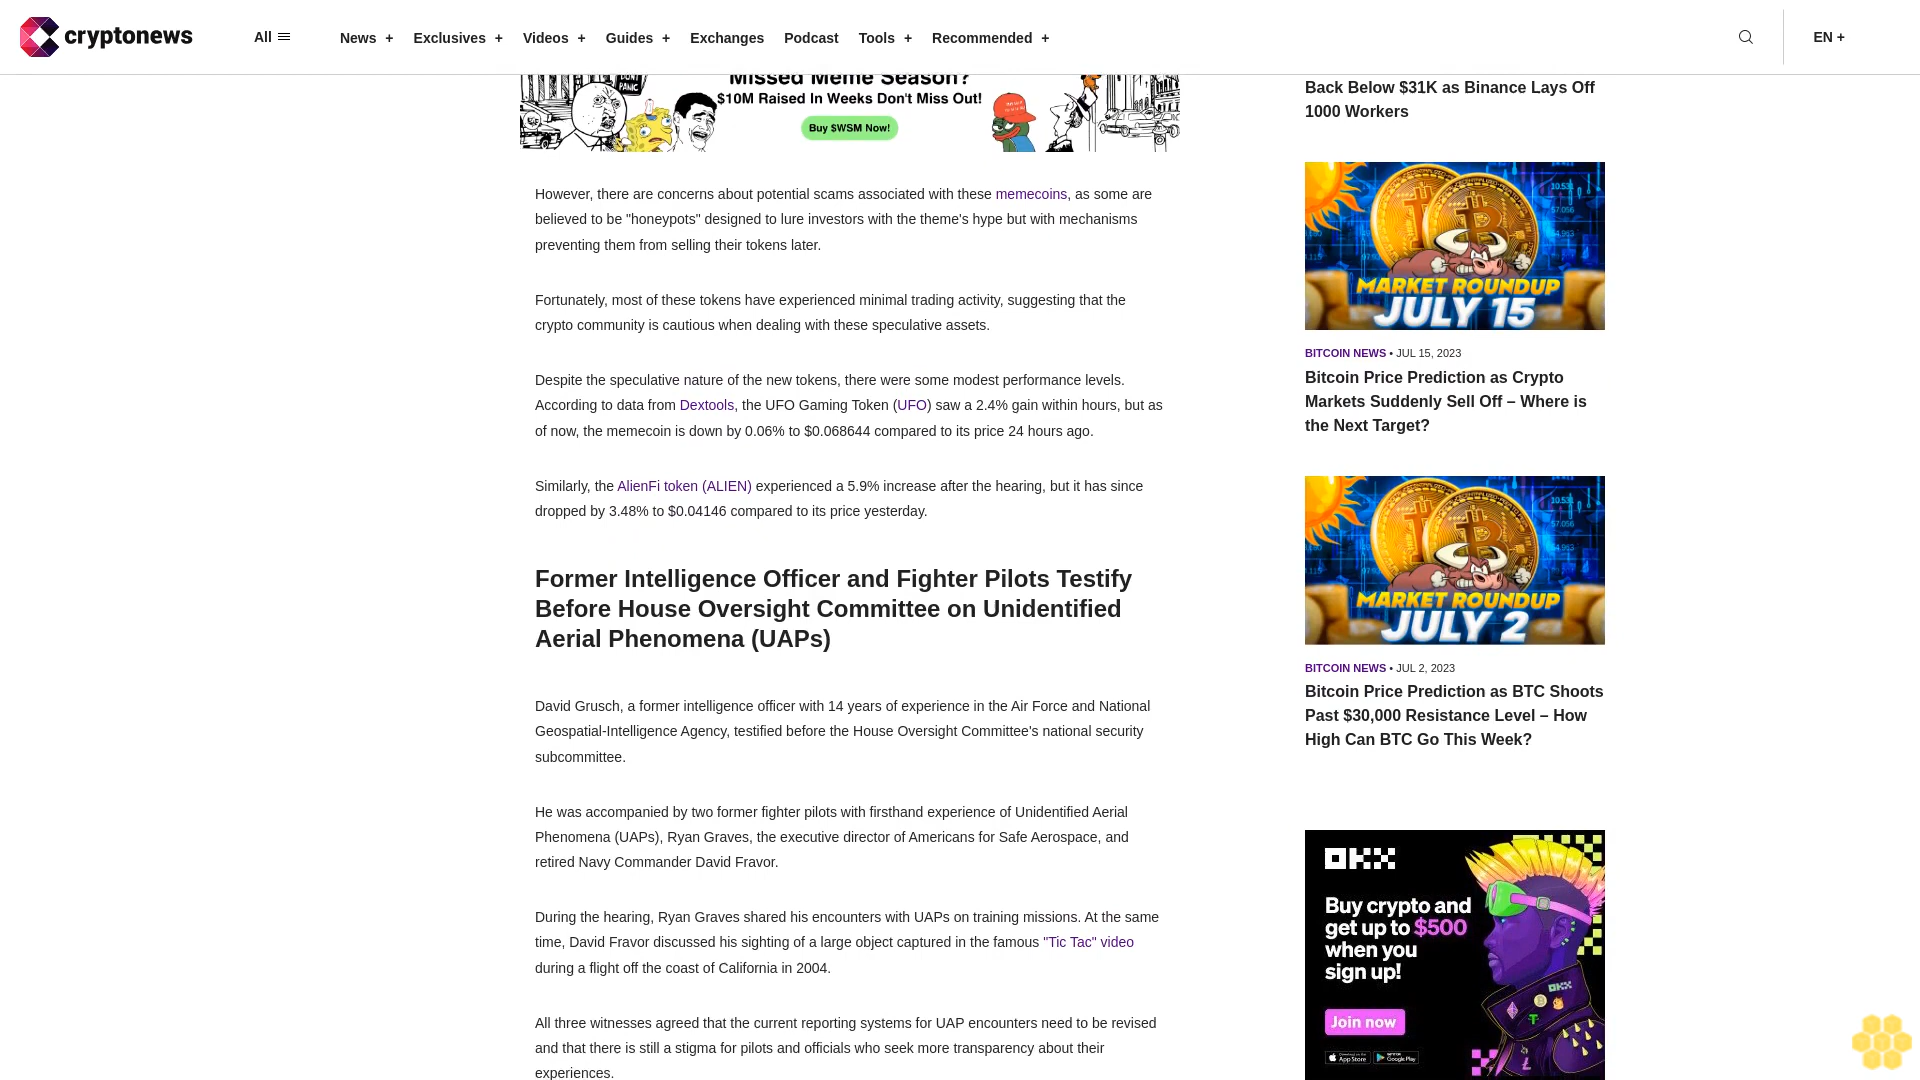 cryptonews
All
News +
Exclusives +
Videos +
Guides +
Exchanges
Podcast
Tools +
Recommended +
EN +
PANIC
Missed Meme Season?
$10M Raised In Weeks Don't Miss Out!
Buy $WSM Now!
However, there are concerns about potential scams associated with these memecoins, as some are
believed to be "honeypots" designed to lure investors with the theme's hype but with mechanisms
preventing them from selling their tokens later.
Fortunately, most of these tokens have experienced minimal trading activity, suggesting that the
crypto community is cautious when dealing with these speculative assets.
Despite the speculative nature of the new tokens, there were some modest performance levels.
According to data from Dextools, the UFO Gaming Token (UFO) saw a 2.4% gain within hours, but as
of now, the memecoin is down by 0.06% to $0.068644 compared to its price 24 hours ago.
Similarly, the AlienFi token (ALIEN) experienced a 5.9% increase after the hearing, but it has since
dropped by 3.48% to $0.04146 compared to its price yesterday.
Former Intelligence Officer and Fighter Pilots Testify
Before House Oversight Committee on Unidentified
Aerial Phenomena (UAPs)
David Grusch, a former intelligence officer with 14 years of experience in the Air Force and National
Geospatial-Intelligence Agency, testified before the House Oversight Committee's national security
subcommittee.
He was accompanied by two former fighter pilots with firsthand experience of Unidentified Aerial
Phenomena (UAPs), Ryan Graves, the executive director of Americans for Safe Aerospace, and
retired Navy Commander David Fravor.
During the hearing, Ryan Graves shared his encounters with UAPs on training missions. At the same
time, David Fravor discussed his sighting of a large object captured in the famous "Tic Tac" video
during a flight off the coast of California in 2004.
All three witnesses agreed that the current reporting systems for UAP encounters need to be revised
and that there is still a stigma for pilots and officials who seek more transparency about their
experiences.
Back Below $31K as Binance Lays Off
1000 Workers
10.531
57.056
MARKET ROUNDUP
JULY 15
BITCOIN NEWS • JUL 15, 2023
Bitcoin Price Prediction as Crypto
Markets Suddenly Sell Off – Where is
the Next Target?
10.531
57.056
MARKET ROUNDUP
JULY 2
BITCOIN NEWS • JUL 2, 2023
Bitcoin Price Prediction as BTC Shoots
Past $30,000 Resistance Level – How
High Can BTC Go This Week?
OKX
Buy crypto and
get up to $500
when you
sign up!
OKX
Join now
App Store
Google Play